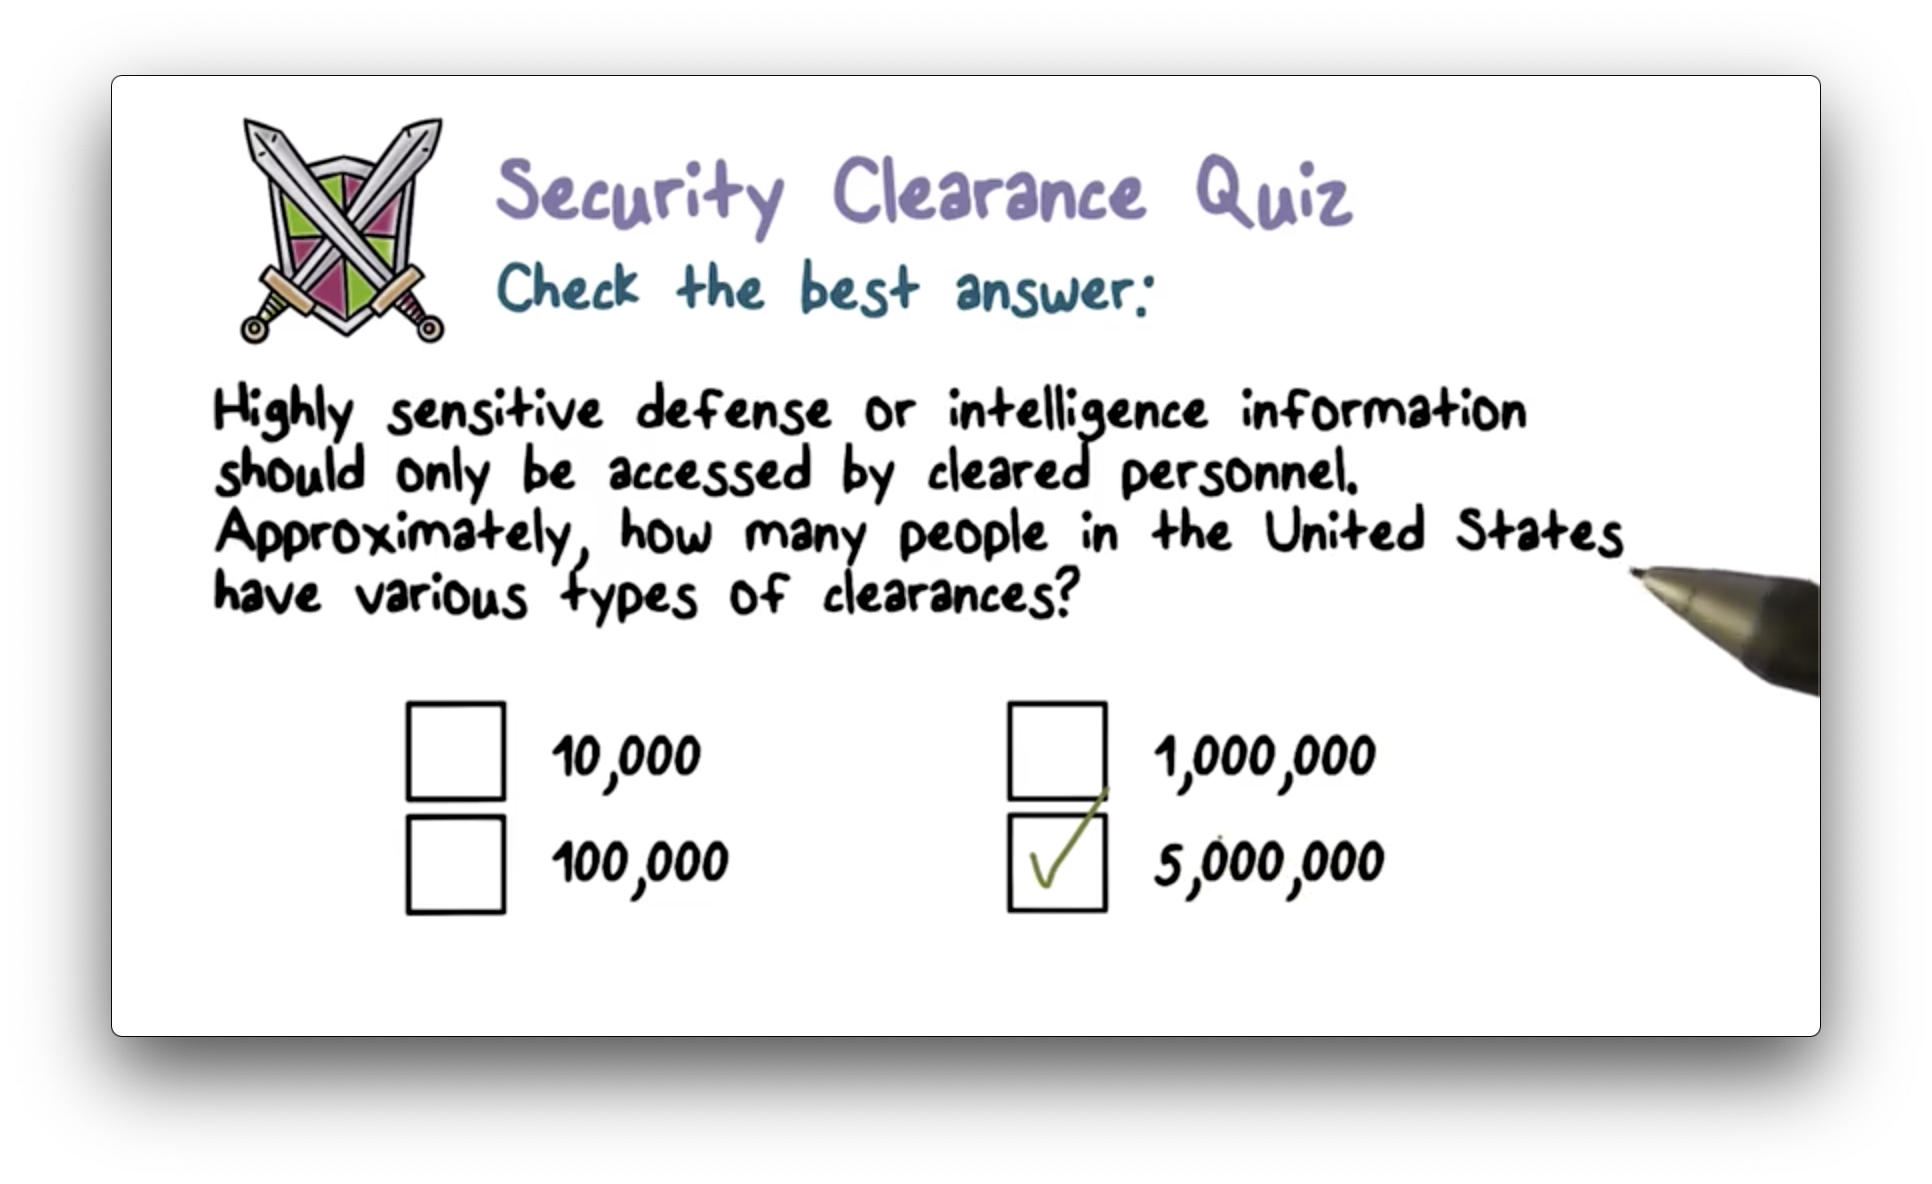 Security Clearance Quiz
Check the best answer:
Highly sensitive defense or intelligence information
should only be accessed by cleared personnel.
Approximately, how many people in the United States
have various types of clearances?
10,000
1,000,000
100,000
5,000,000